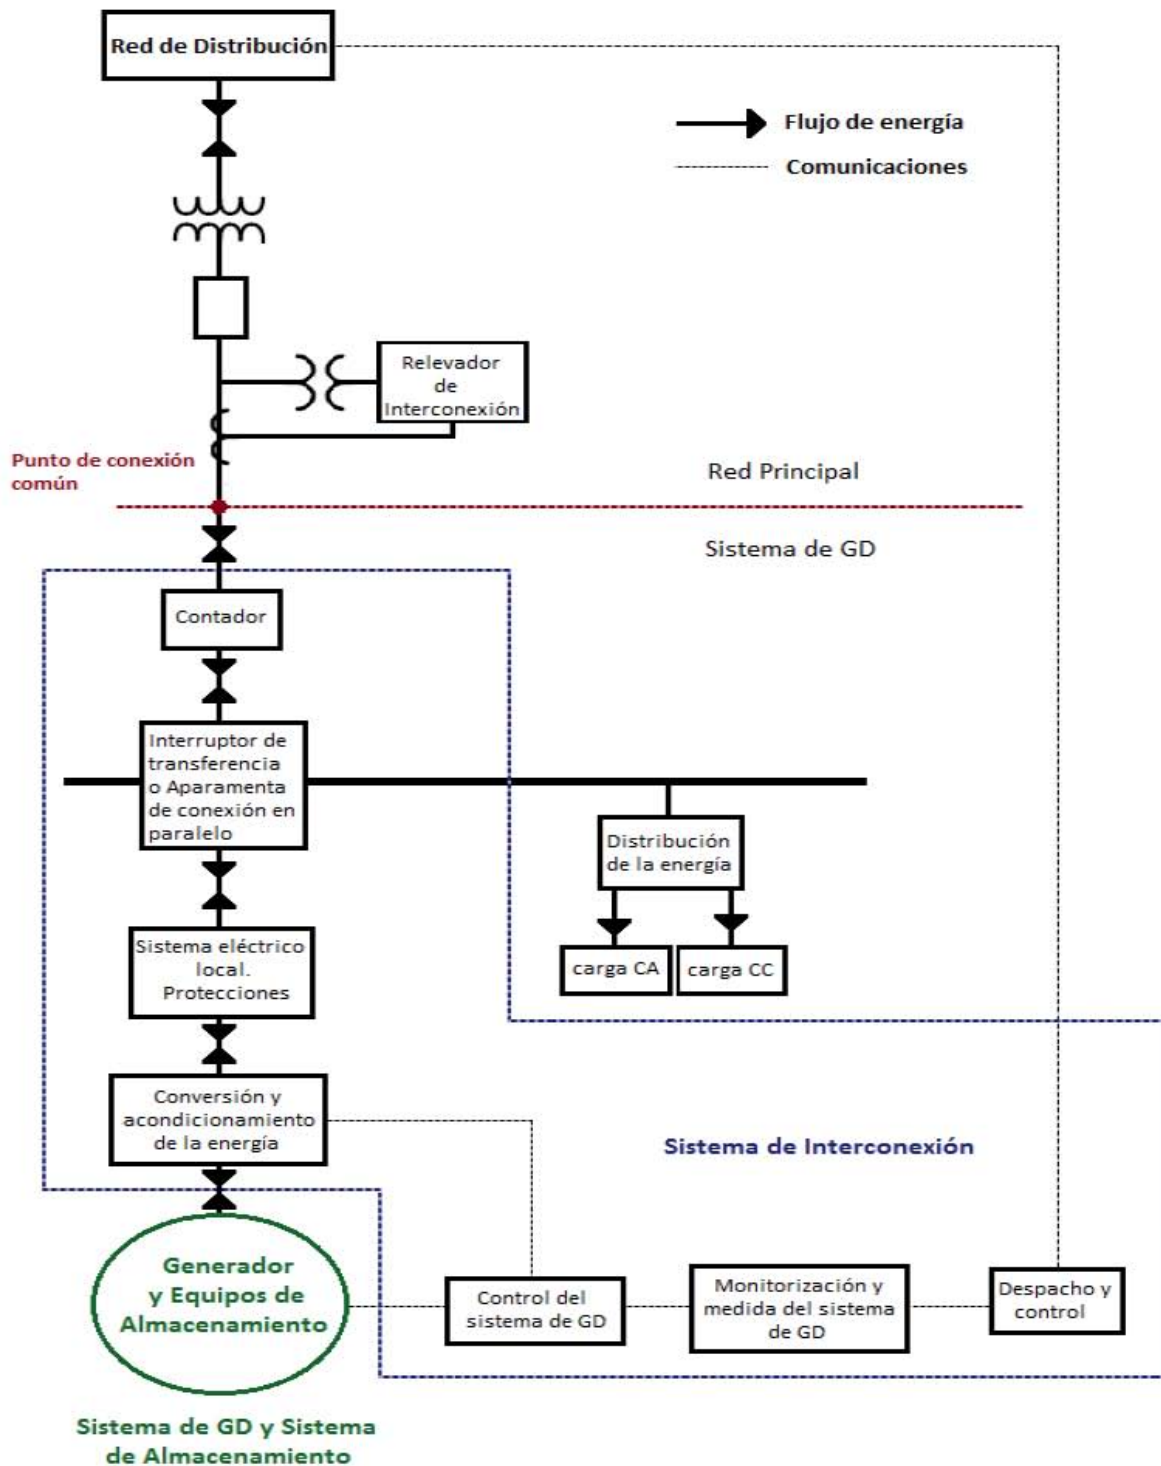 Red de Distribución
Flujo de energía
Comunicaciones
Relevador
de
Interconexión
Punto de conexión
común
Red Principal
Sistema de GD
Contador
Interruptor de
transferencia
o Aparamenta
de conexión en
paralelo
Distribución
de la energía
carga CA
carga CC
Sistema eléctrico
local.
Protecciones
Conversión y
acondicionamiento
de la energía
Sistema de Interconexión
Generador
y Equipos de
Almacenamiento
Control del
sistema de GD
Monitorización y
medida del sistema
de GD
Despacho y
control
Sistema de GD y Sistema
de Almacenamiento